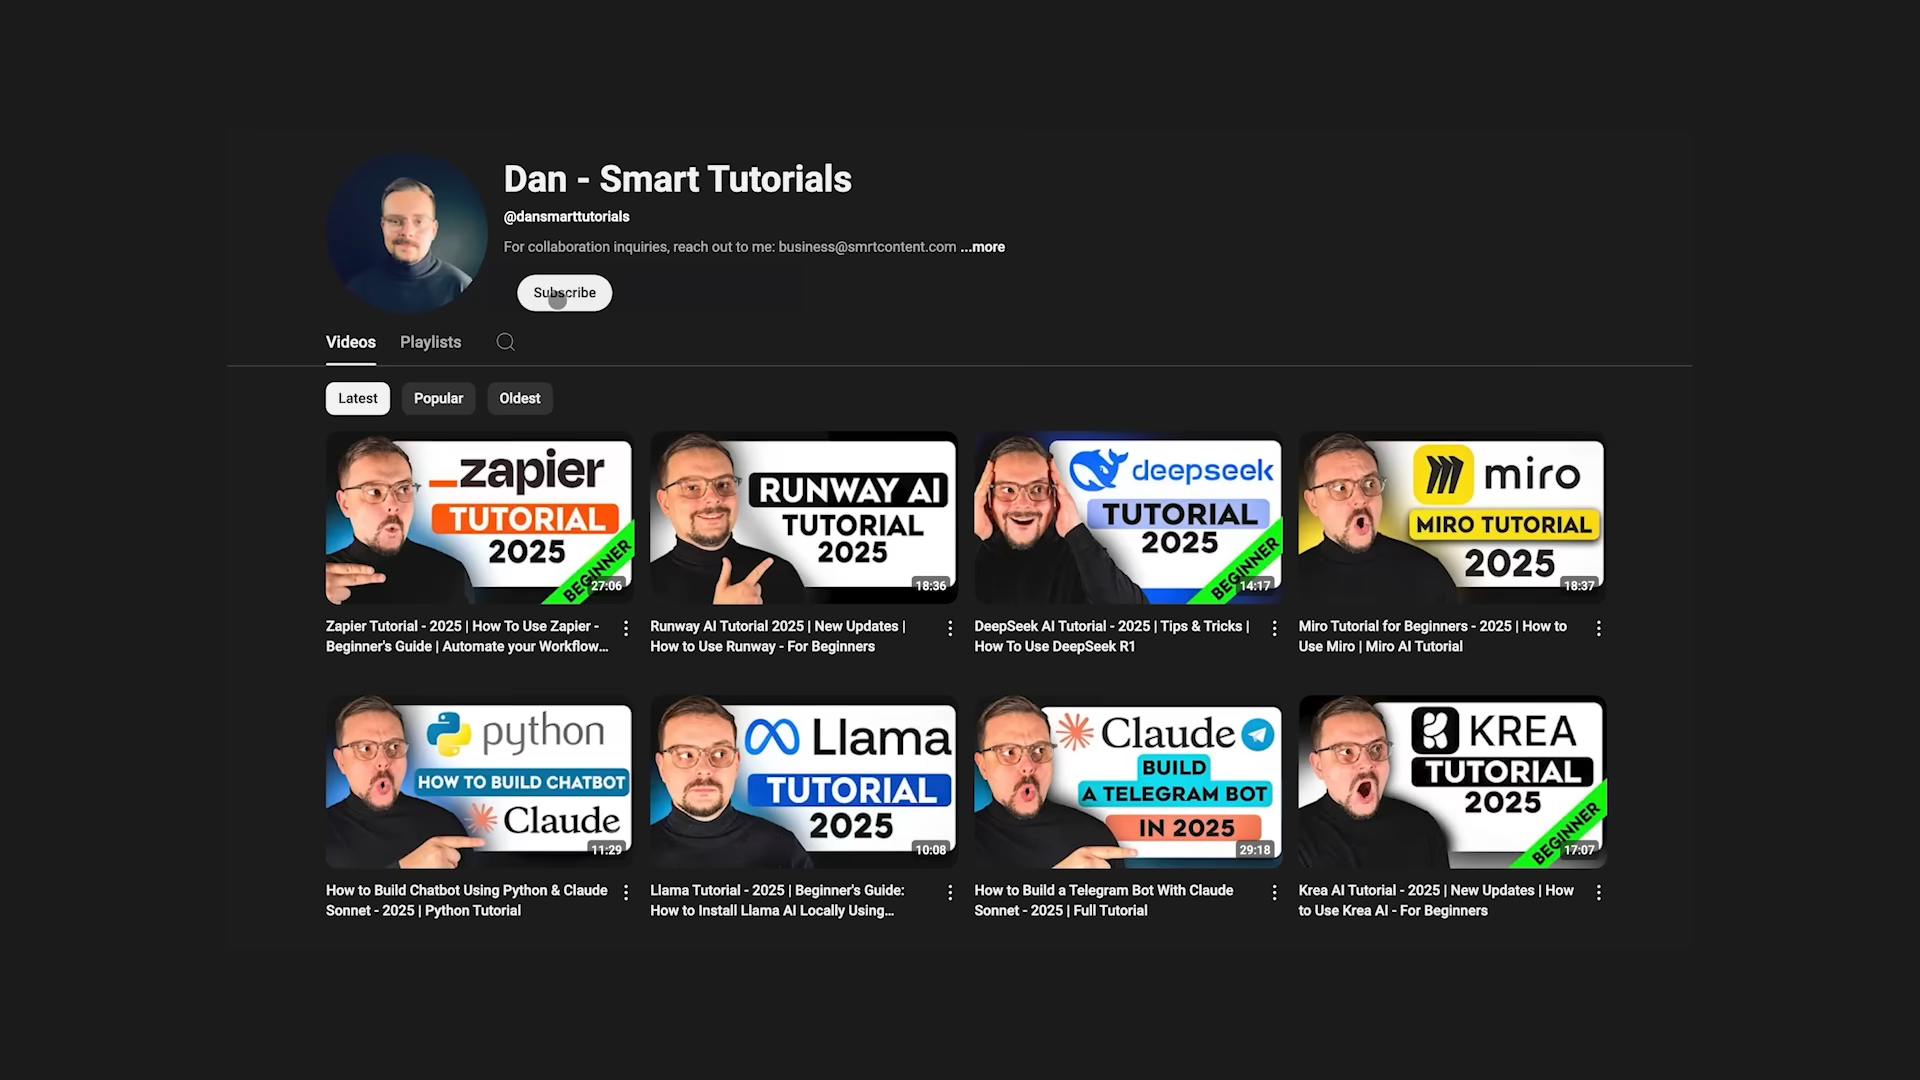 Dan - Smart Tutorials
@dansmarttutorials
For collaboration inquiries, reach out to me: business@smrtcontent.com ...more
Subscribe
Videos
Playlists
Latest
Popular
Oldest
_zapier
TUTORIAL
2025
BEGINNER
27:06
RUNWAY AI
TUTORIAL
2025
18:36
deepseek
TUTORIAL
2025
BEGINNER
14:17
miro
MIRO TUTORIAL
2025
18:37
Zapier Tutorial - 2025 | How To Use Zapier -
Beginner's Guide | Automate your Workflow...
Runway AI Tutorial 2025 | New Updates |
How to Use Runway - For Beginners
DeepSeek AI Tutorial - 2025 | Tips & Tricks |
How To Use DeepSeek R1
Miro Tutorial for Beginners - 2025 | How to
Use Miro | Miro AI Tutorial
python
HOW TO BUILD CHATBOT
Claude
11:29
Llama
TUTORIAL
2025
10:08
Claude
BUILD
A TELEGRAM BOT
IN 2025
29:18
KREA
TUTORIAL
2025
BEGINNER
17:07
How to Build Chatbot Using Python & Claude
Sonnet - 2025 | Python Tutorial
Llama Tutorial - 2025 | Beginner's Guide:
How to Install Llama AI Locally Using...
How to Build a Telegram Bot With Claude
Sonnet - 2025 | Full Tutorial
Krea AI Tutorial - 2025 | New Updates | How
to Use Krea AI - For Beginners